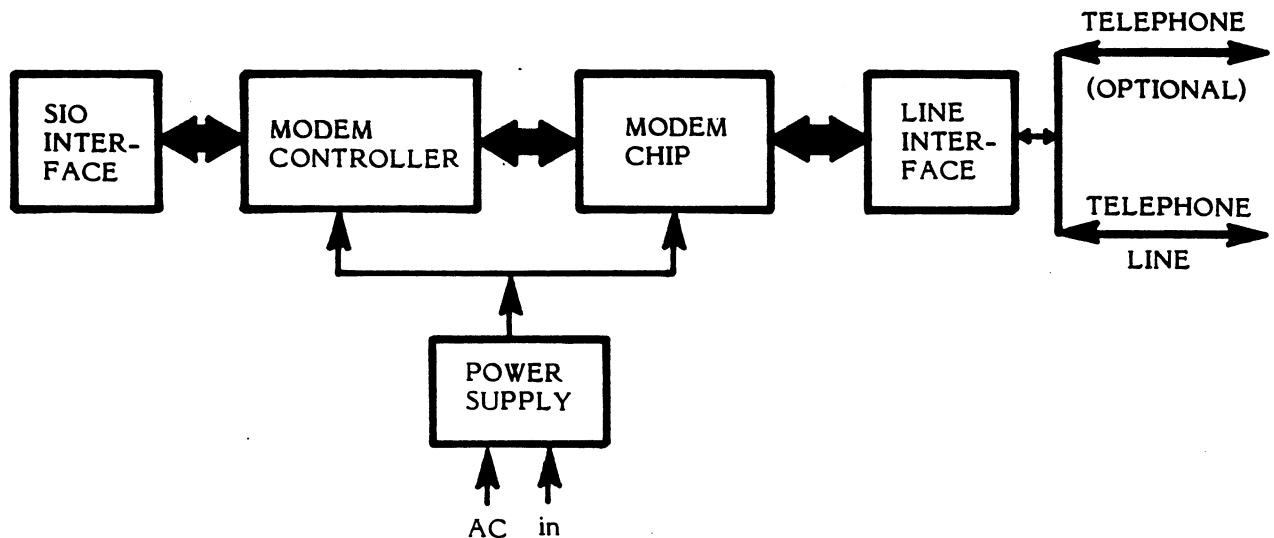 SIO
INTER-
FACE
MODEM
CONTROLLER
MODEM
CHIP
LINE
INTER-
FACE
TELEPHONE
(OPTIONAL)
TELEPHONE
LINE
POWER
SUPPLY
AC in